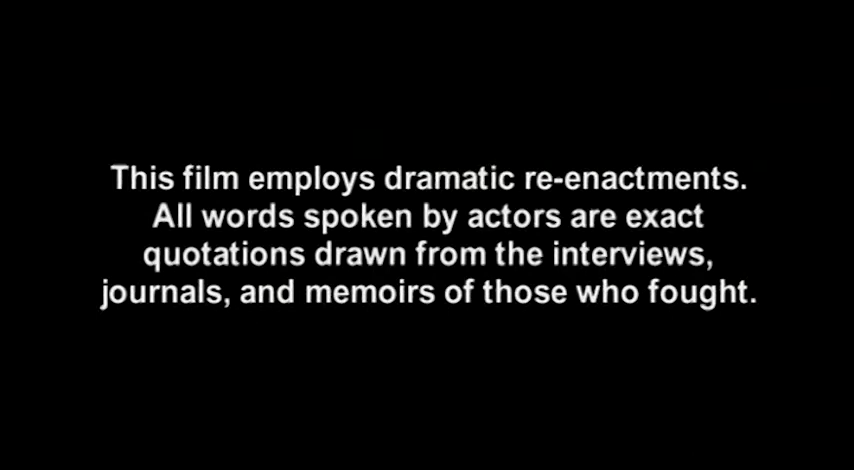 This film employs dramatic re-enactments.
All words spoken by actors are exact
quotations drawn from the interviews,
journals, and memoirs of those who fought.